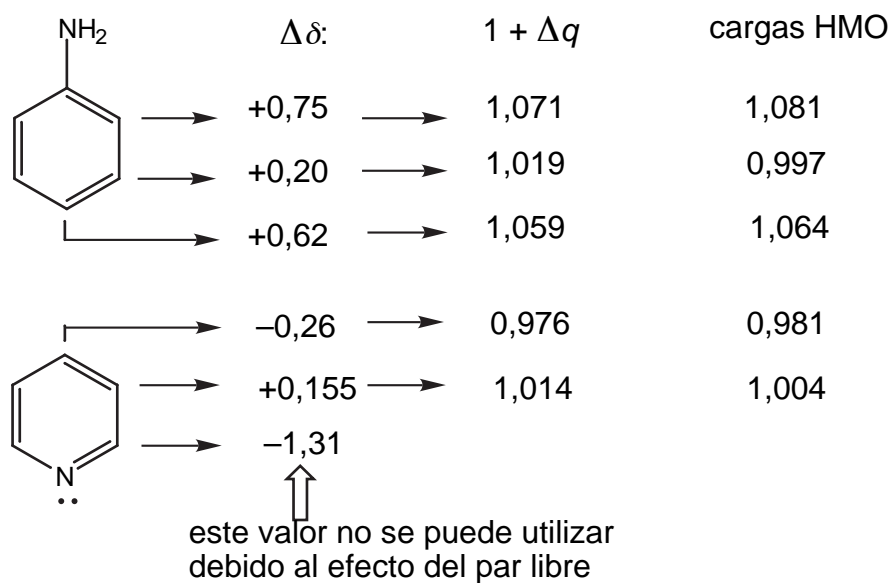 NH2 Δδ: 1 + Δq cargas HMO
+0,75 1,071 1,081
+0,20 1,019 0,997
+0,62 1,059 1,064
–0,26 0,976 0,981
+0,155 1,014 1,004
–1,31
N
este valor no se puede utilizar
debido al efecto del par libre